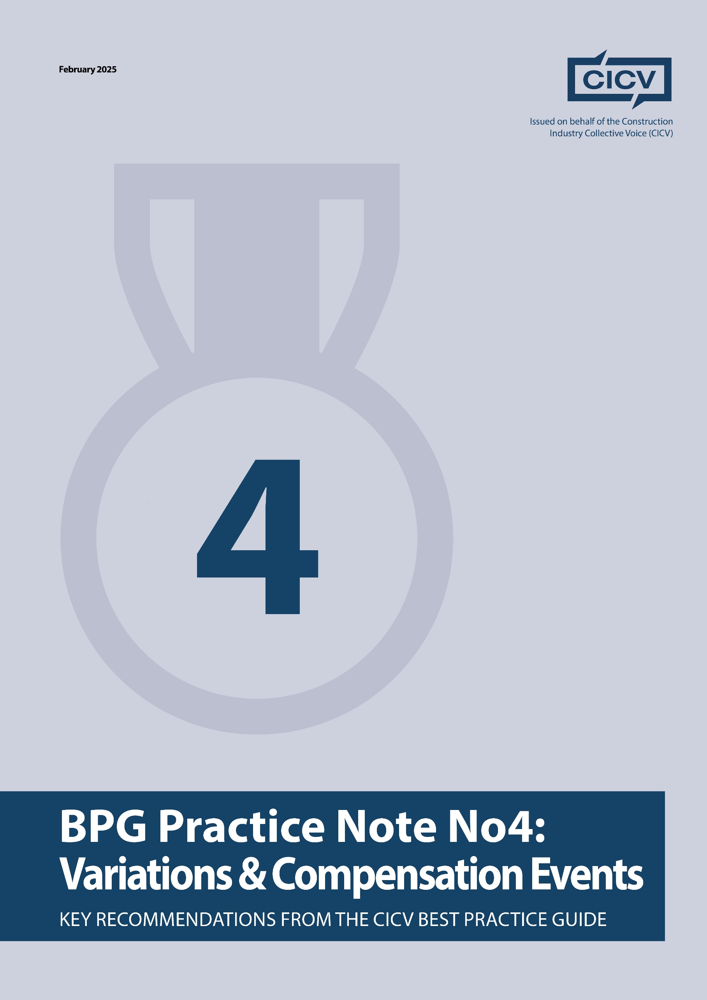 February 2025
CICV
Issued on behalf of the Construction
Industry Collective Voice (CICV)
4
BPG Practice Note No4:
Variations & Compensation Events
KEY RECOMMENDATIONS FROM THE CICV BEST PRACTICE GUIDE